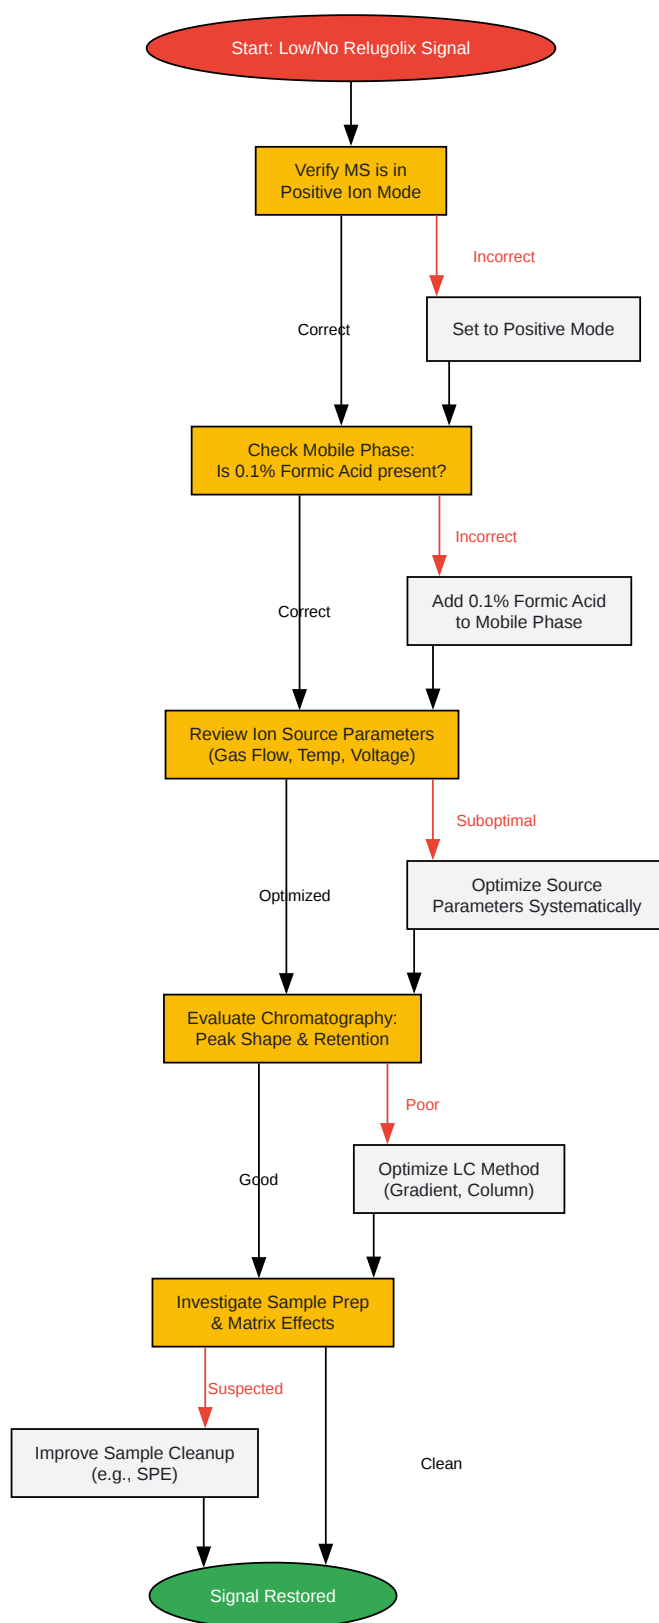 Start: Low/No Relugolix Signal
Verify MS is in
Positive Ion Mode
Incorrect
Correct
Set to Positive Mode
Check Mobile Phase:
Is 0.1% Formic Acid present?
Incorrect
Correct
Add 0.1% Formic Acid
to Mobile Phase
Review Ion Source Parameters
(Gas Flow, Temp, Voltage)
Suboptimal
Optimized
Optimize Source
Parameters Systematically
Evaluate Chromatography:
Peak Shape & Retention
Poor
Good
Optimize LC Method
(Gradient, Column)
Investigate Sample Prep
& Matrix Effects
Suspected
Improve Sample Cleanup
(e.g., SPE)
Clean
Signal Restored